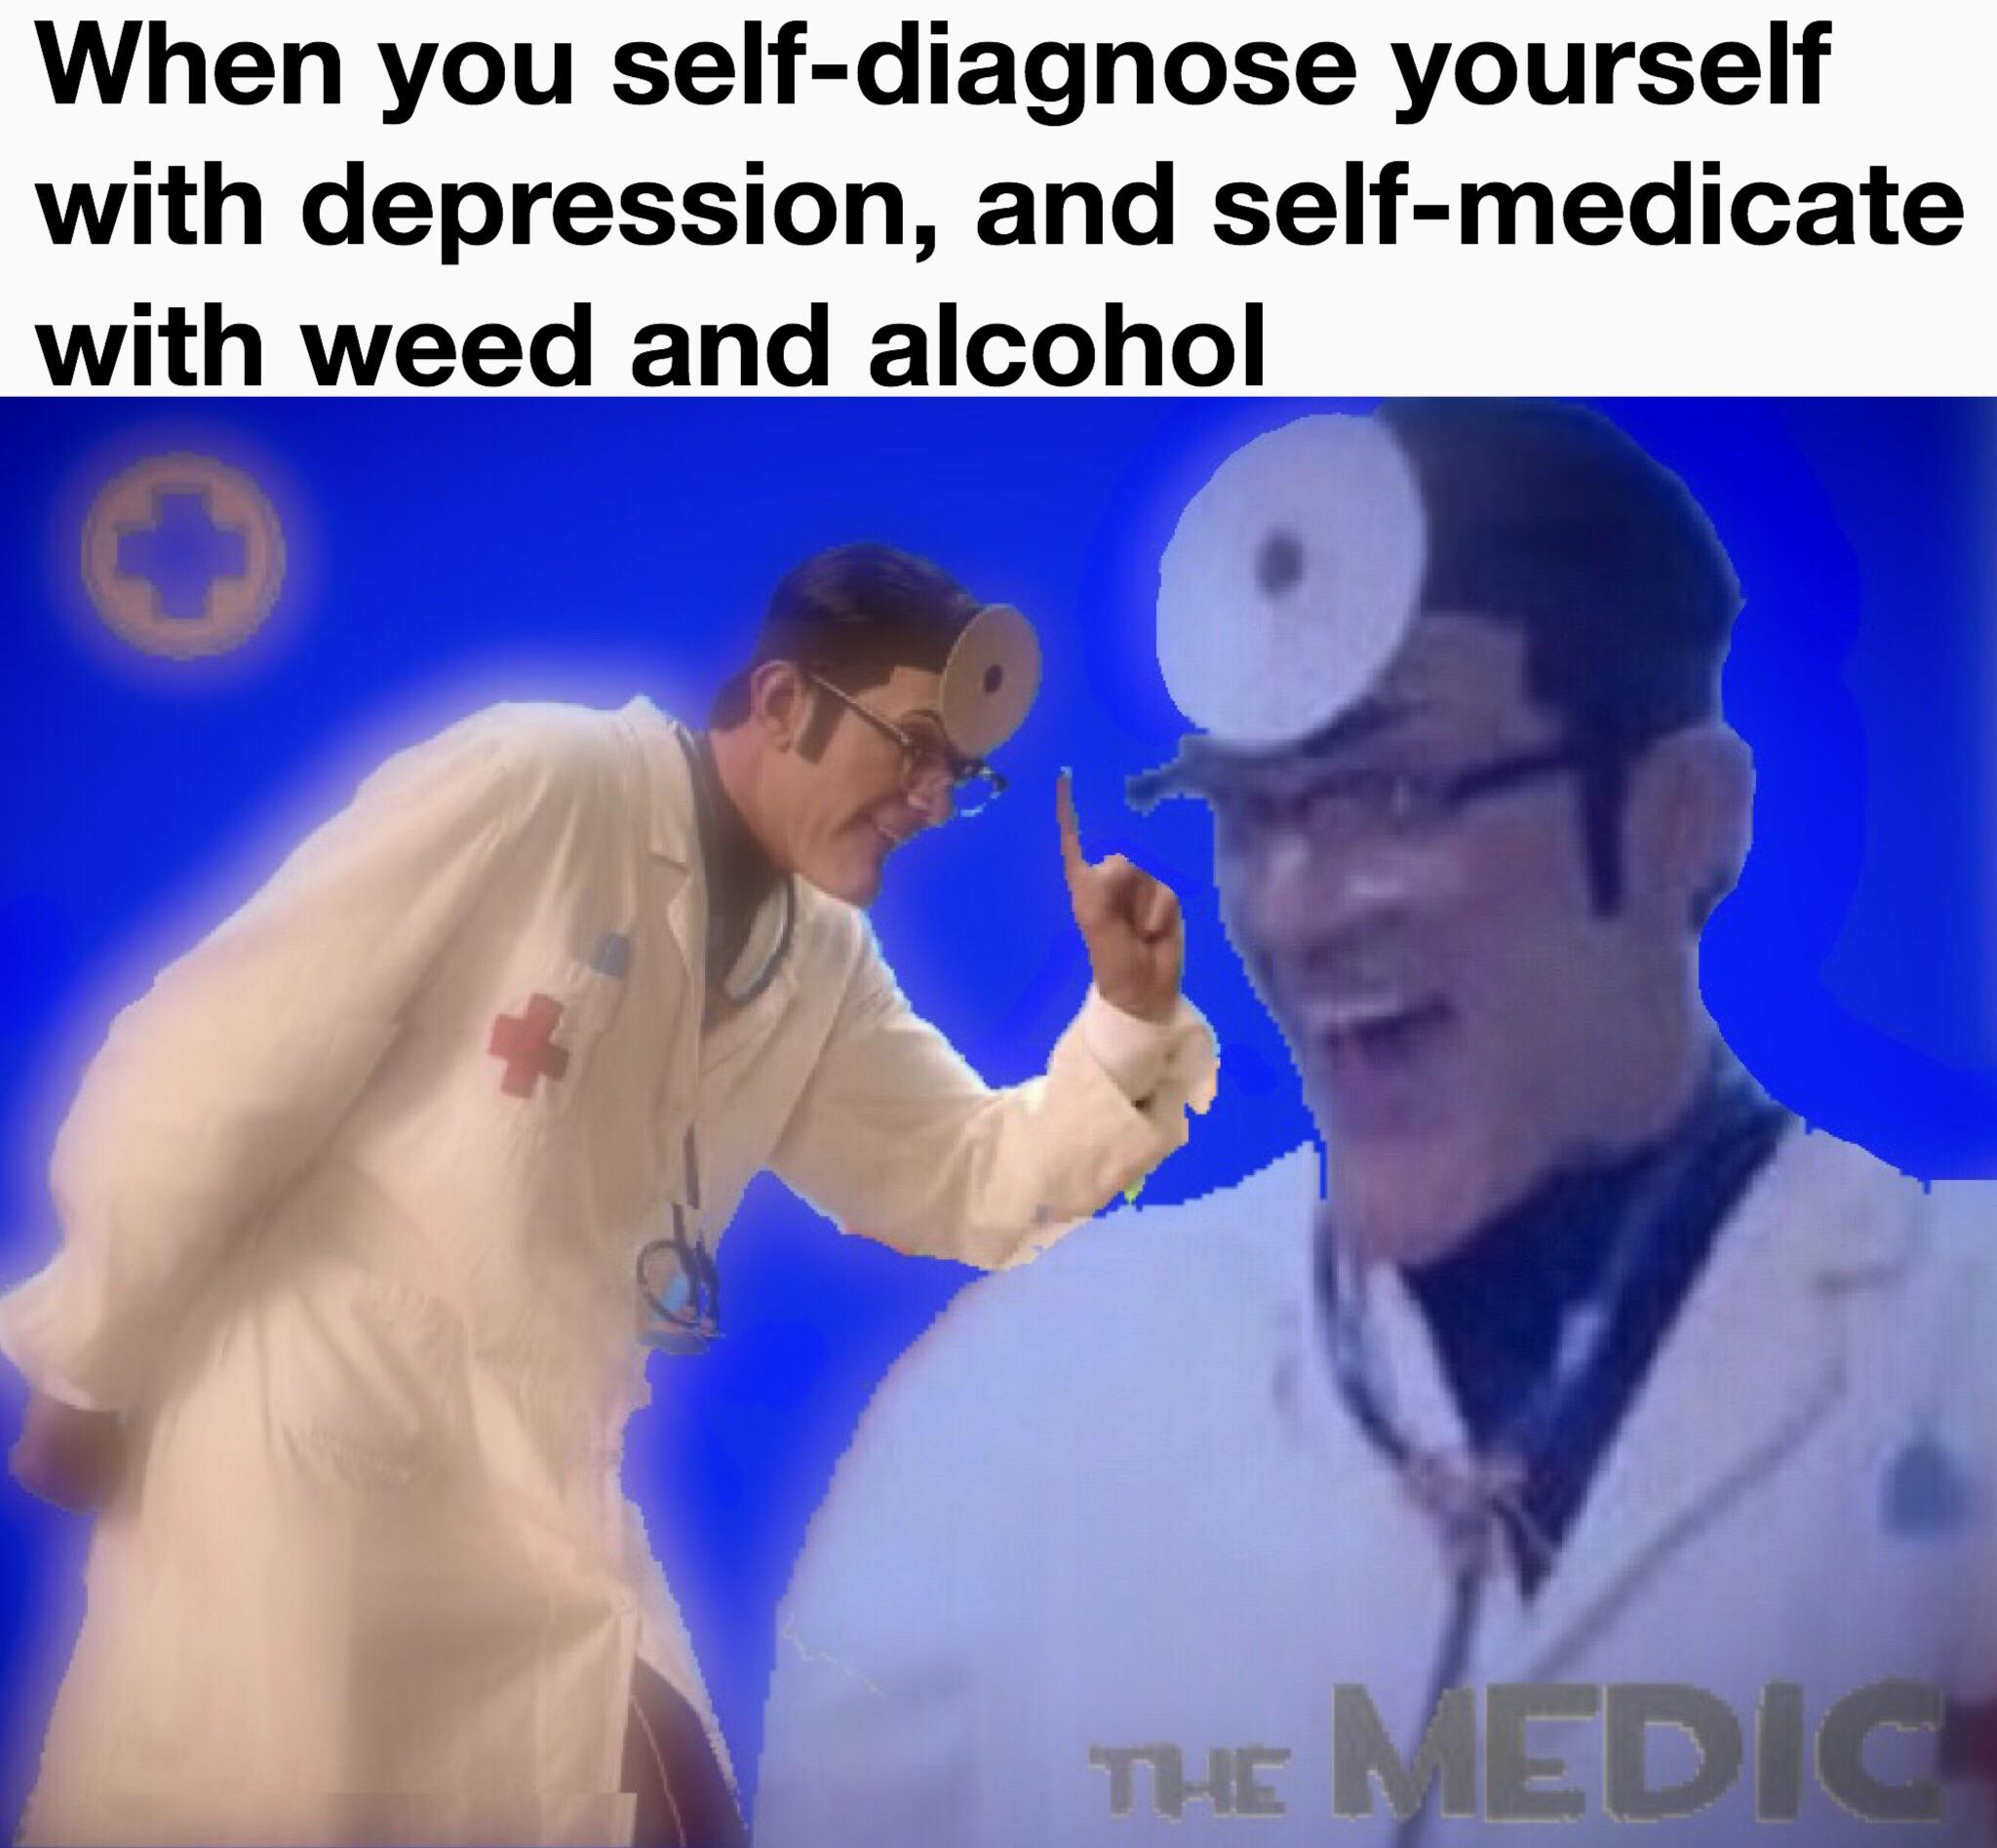 When you self-diagnose yourself
with depression, and self-medicate
with weed and alcohol
THE MEDIC